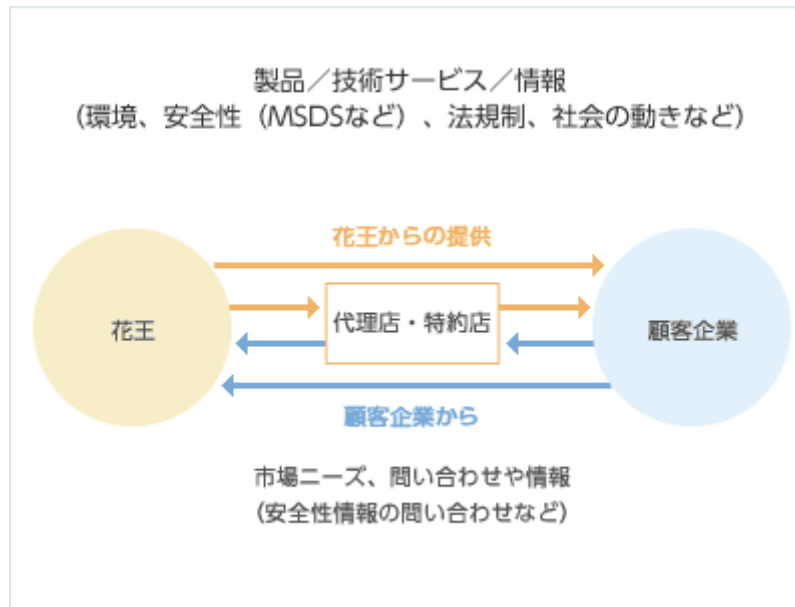 製品／技術サービス／情報
（環境、安全性（MSDSなど）、法規制、社会の動きなど）
花王からの提供
花王
代理店・特約店
顧客企業
顧客企業から
市場ニーズ、問い合わせや情報
（安全性情報の問い合わせなど）